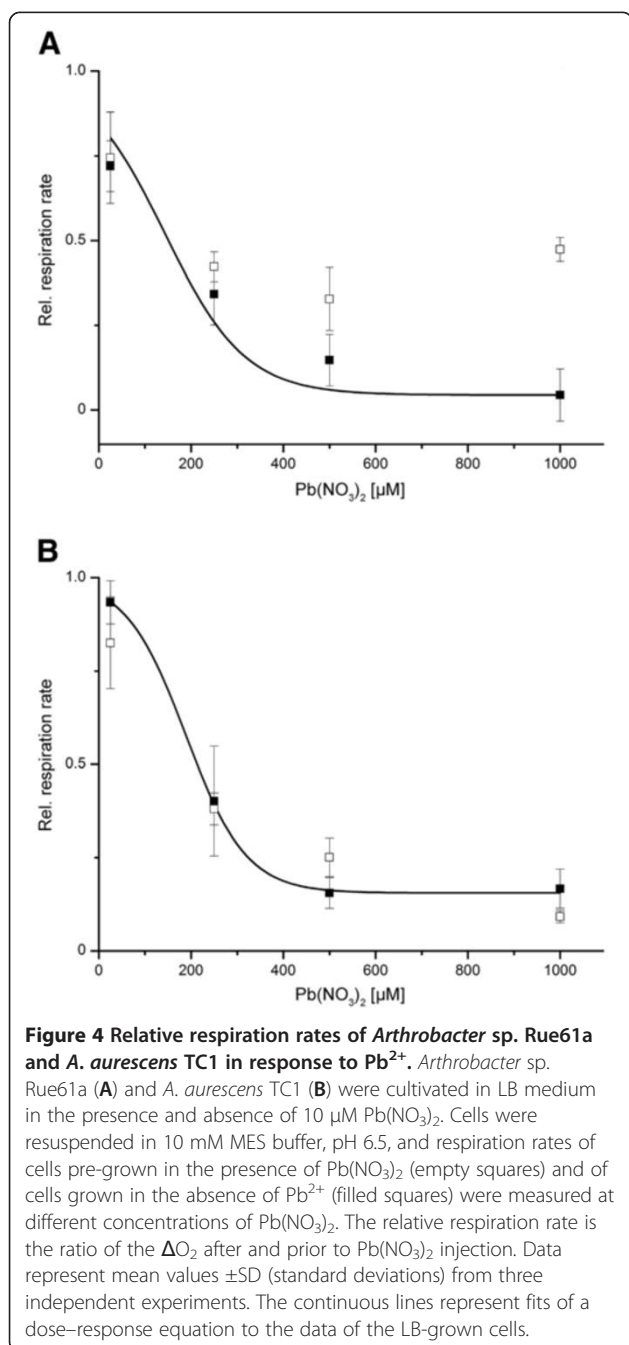 A
1.0
0.5
0
Rel. respiration rate
0 200 400 600 800 1000
Pb(NO₃)₂ [µM]
B
1.0
0.5
0
Rel. respiration rate
0 200 400 600 800 1000
Pb(NO₃)₂ [µM]
Figure 4 Relative respiration rates of Arthrobacter sp. Rue61a
and A. aurescens TC1 in response to Pb²⁺. Arthrobacter sp.
Rue61a (A) and A. aurescens TC1 (B) were cultivated in LB medium
in the presence and absence of 10 µM Pb(NO₃)₂. Cells were
resuspended in 10 mM MES buffer, pH 6.5, and respiration rates of
cells pre-grown in the presence of Pb(NO₃)₂ (empty squares) and of
cells grown in the absence of Pb²⁺ (filled squares) were measured at
different concentrations of Pb(NO₃)₂. The relative respiration rate is
the ratio of the ΔO₂ after and prior to Pb(NO₃)₂ injection. Data
represent mean values ±SD (standard deviations) from three
independent experiments. The continuous lines represent fits of a
dose–response equation to the data of the LB-grown cells.